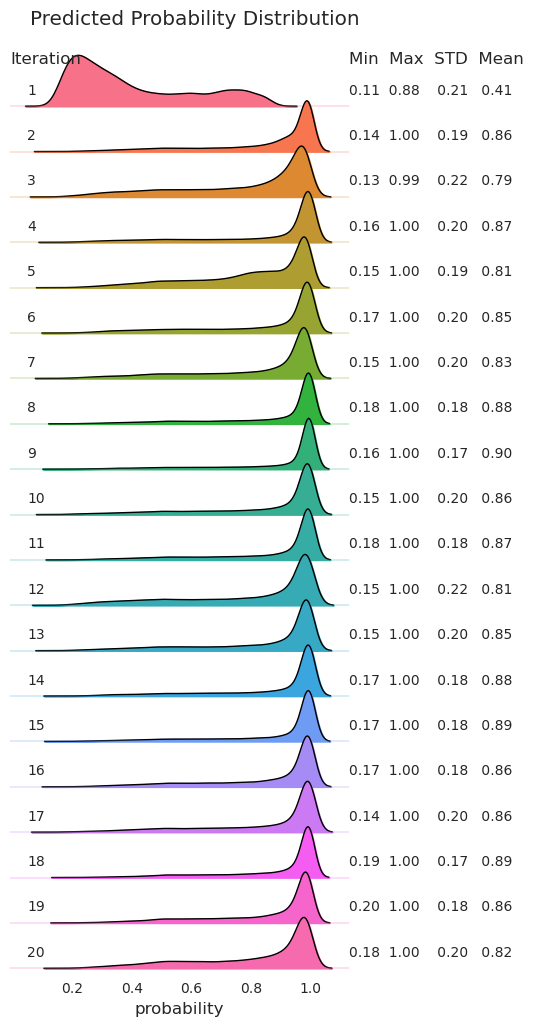 Predicted Probability Distribution
Iteration Min Max STD Mean
1 0.11 0.88 0.21 0.41
2 0.14 1.00 0.19 0.86
3 0.13 0.99 0.22 0.79
4 0.16 1.00 0.20 0.87
5 0.15 1.00 0.19 0.81
6 0.17 1.00 0.20 0.85
7 0.15 1.00 0.20 0.83
8 0.18 1.00 0.18 0.88
9 0.16 1.00 0.17 0.90
10 0.15 1.00 0.20 0.86
11 0.18 1.00 0.18 0.87
12 0.15 1.00 0.22 0.81
13 0.15 1.00 0.20 0.85
14 0.17 1.00 0.18 0.88
15 0.17 1.00 0.18 0.89
16 0.17 1.00 0.18 0.86
17 0.14 1.00 0.20 0.86
18 0.19 1.00 0.17 0.89
19 0.20 1.00 0.18 0.86
20 0.18 1.00 0.20 0.82
0.2 0.4 0.6 0.8 1.0
probability